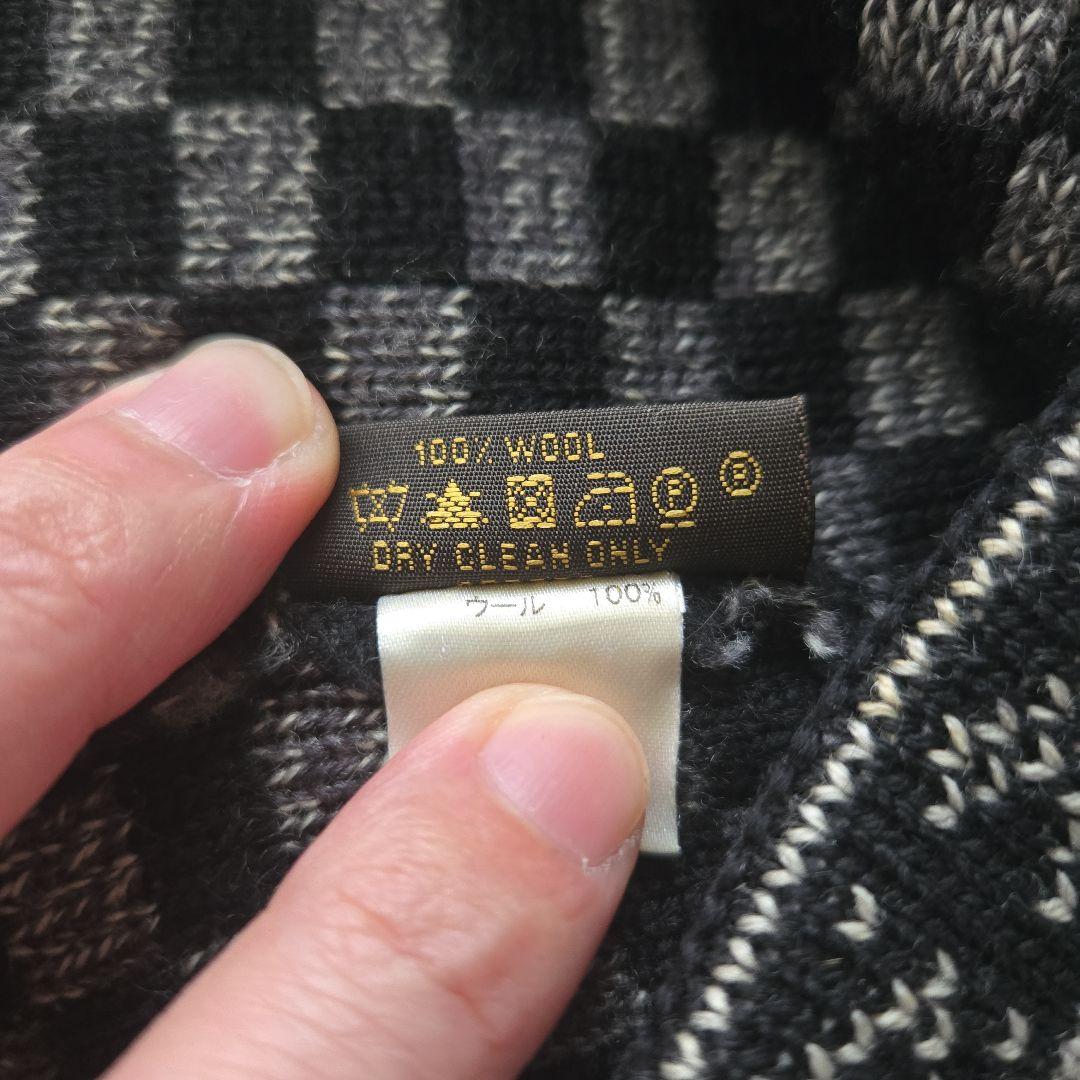 100% WOOL
P
DRY CLEAN ONLY
ウール 100%